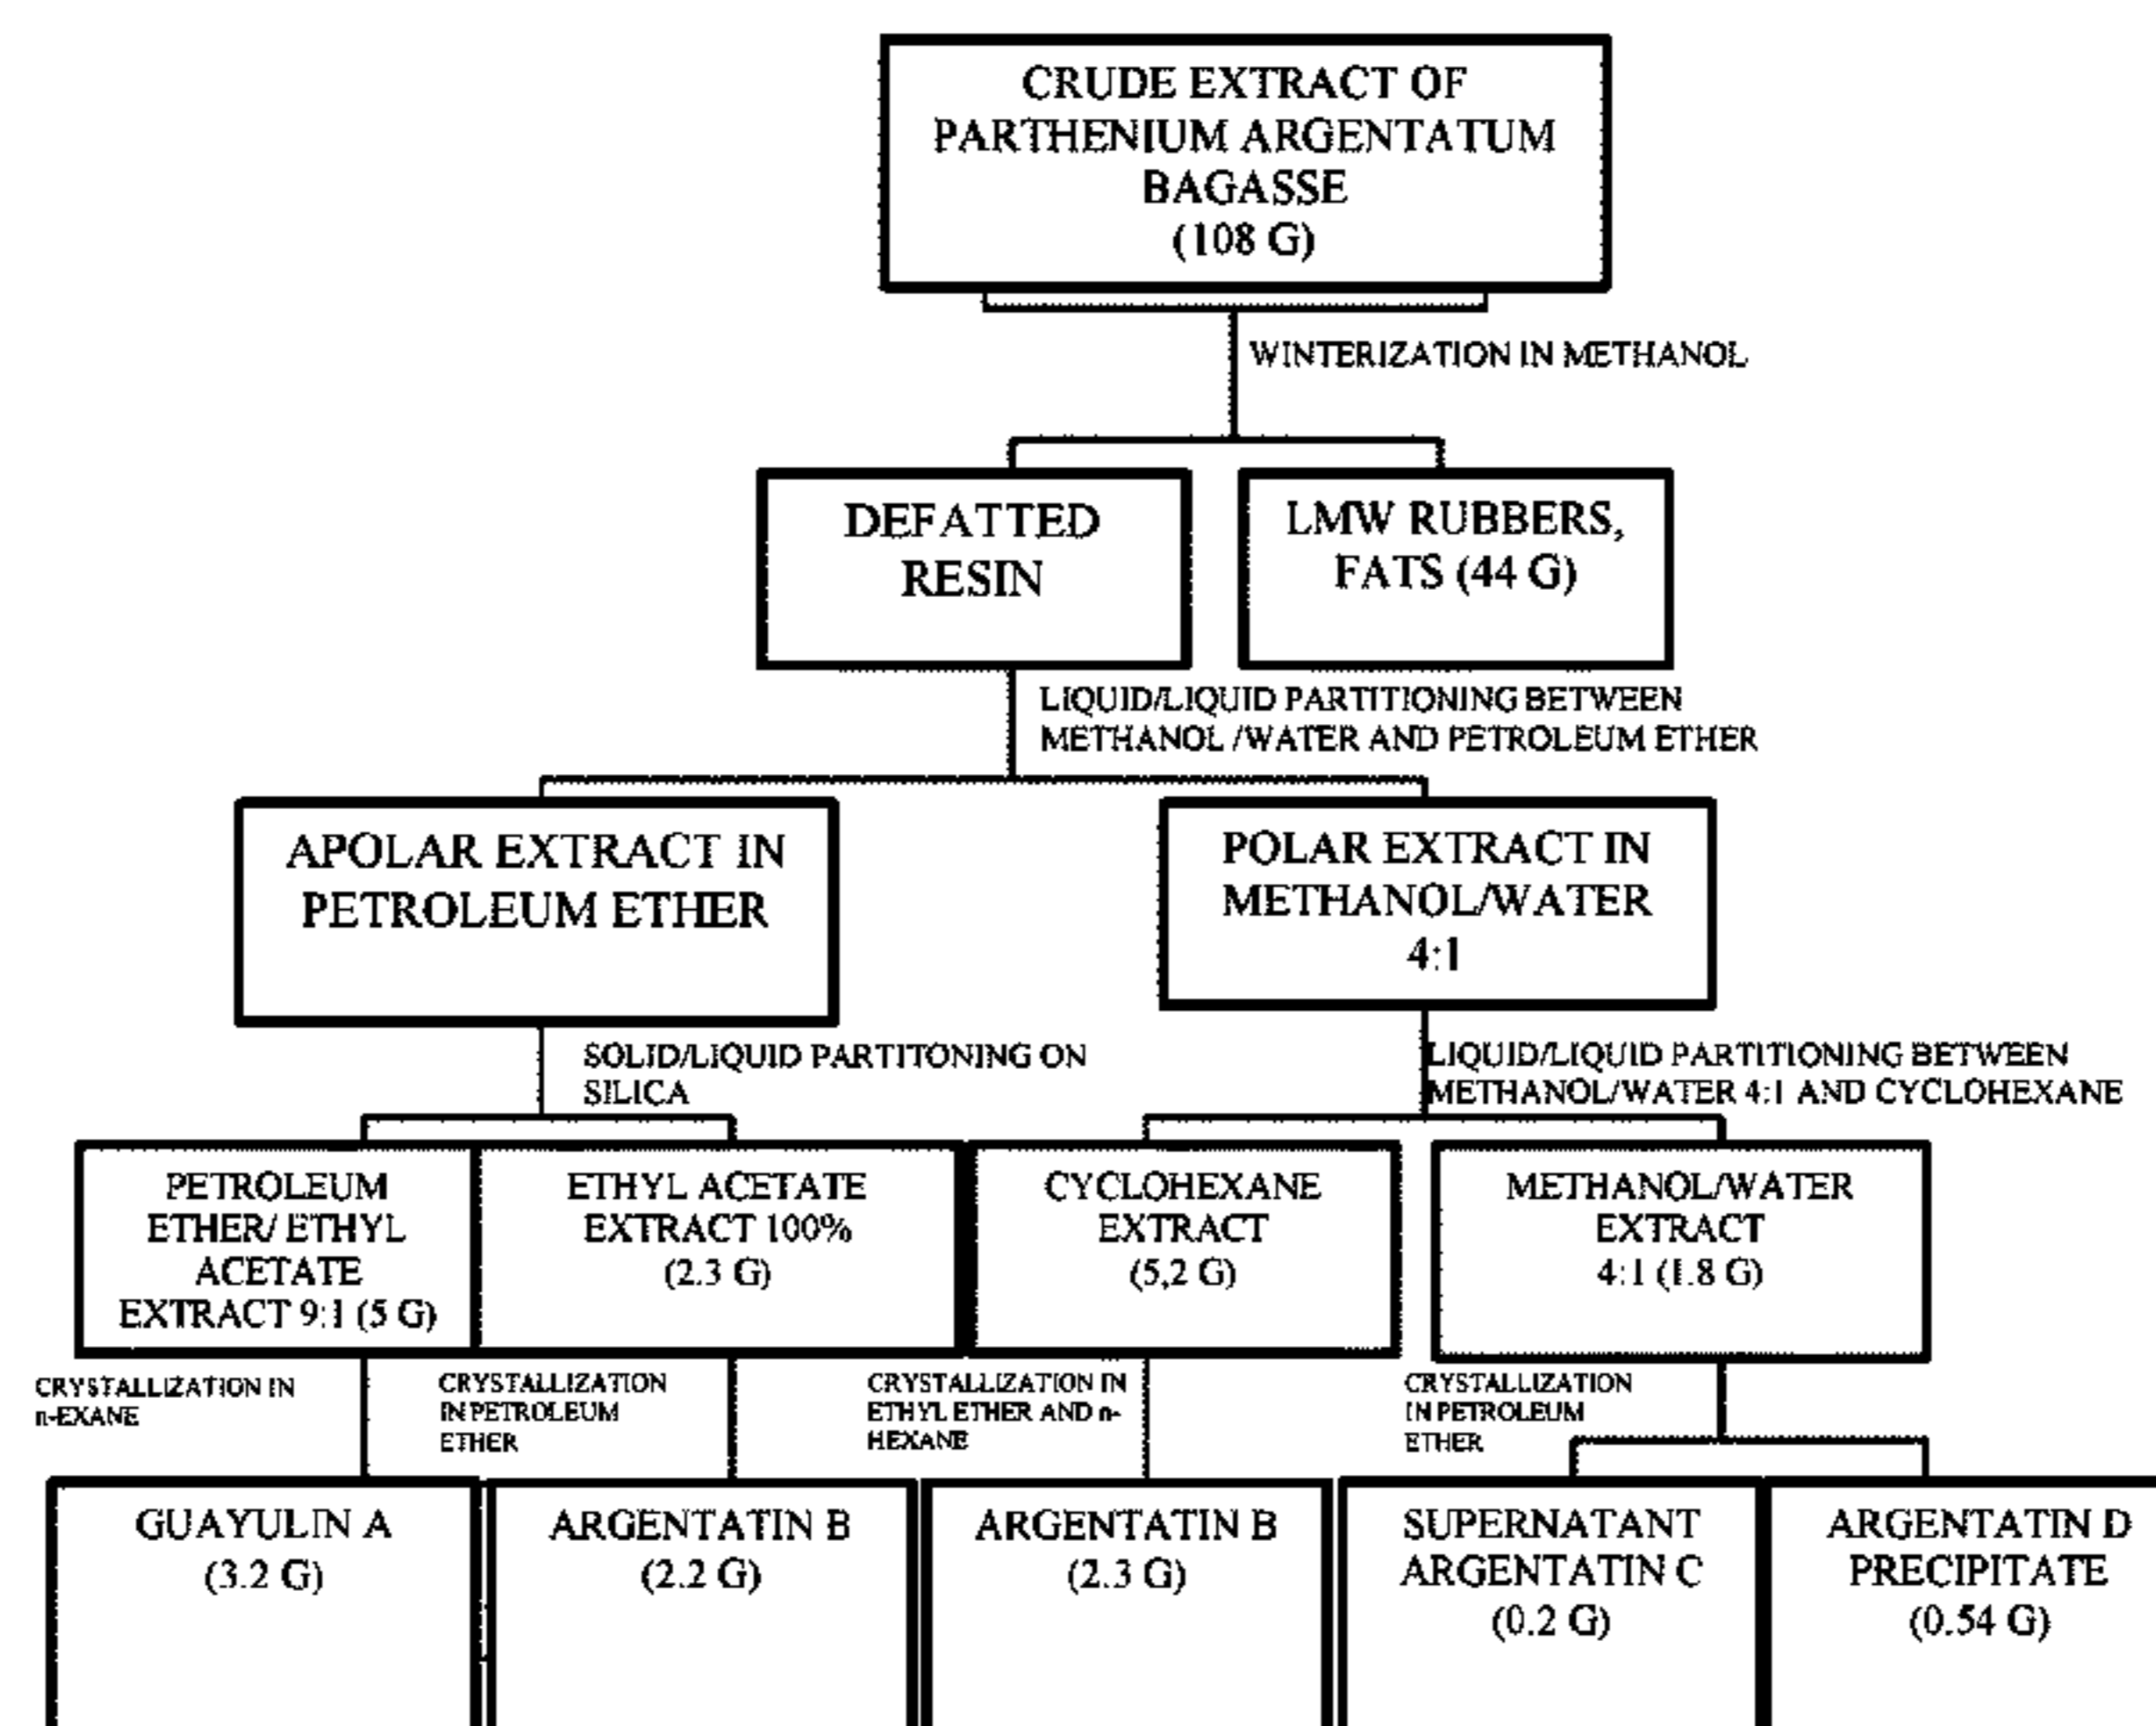 CRUDE EXTRACT OF
PARTHENIUM ARGENTATUM
BAGASSE
(108 G)
WINTERIZATION IN METHANOL
DEFATTED
RESIN
LMW RUBBERS,
FATS (44 G)
LIQUID/LIQUID PARTITIONING BETWEEN
METHANOL /WATER AND PETROLEUM ETHER
APOLAR EXTRACT IN
PETROLEUM ETHER
POLAR EXTRACT IN
METHANOL/WATER
4:1
SOLID/LIQUID PARTITONING ON
SILICA
LIQUID/LIQUID PARTITIONING BETWEEN
METHANOL/WATER 4:1 AND CYCLOHEXANE
PETROLEUM
ETHER/ ETHYL
ACETATE
EXTRACT 9:1 (5 G)
ETHYL ACETATE
EXTRACT 100%
(2.3 G)
CYCLOHEXANE
EXTRACT
(5,2 G)
METHANOL/WATER
EXTRACT
4:1 (1.8 G)
CRYSTALLIZATION IN
n-EXANE
CRYSTALLIZATION
IN PETROLEUM
ETHER
CRYSTALLIZATION IN
ETHYL ETHER AND n-
HEXANE
CRYSTALLIZATION
IN PETROLEUM
ETHER
GUAYULIN A
(3.2 G)
ARGENTATIN B
(2.2 G)
ARGENTATIN B
(2.3 G)
SUPERNATANT
ARGENTATIN C
(0.2 G)
ARGENTATIN D
PRECIPITATE
(0.54 G)